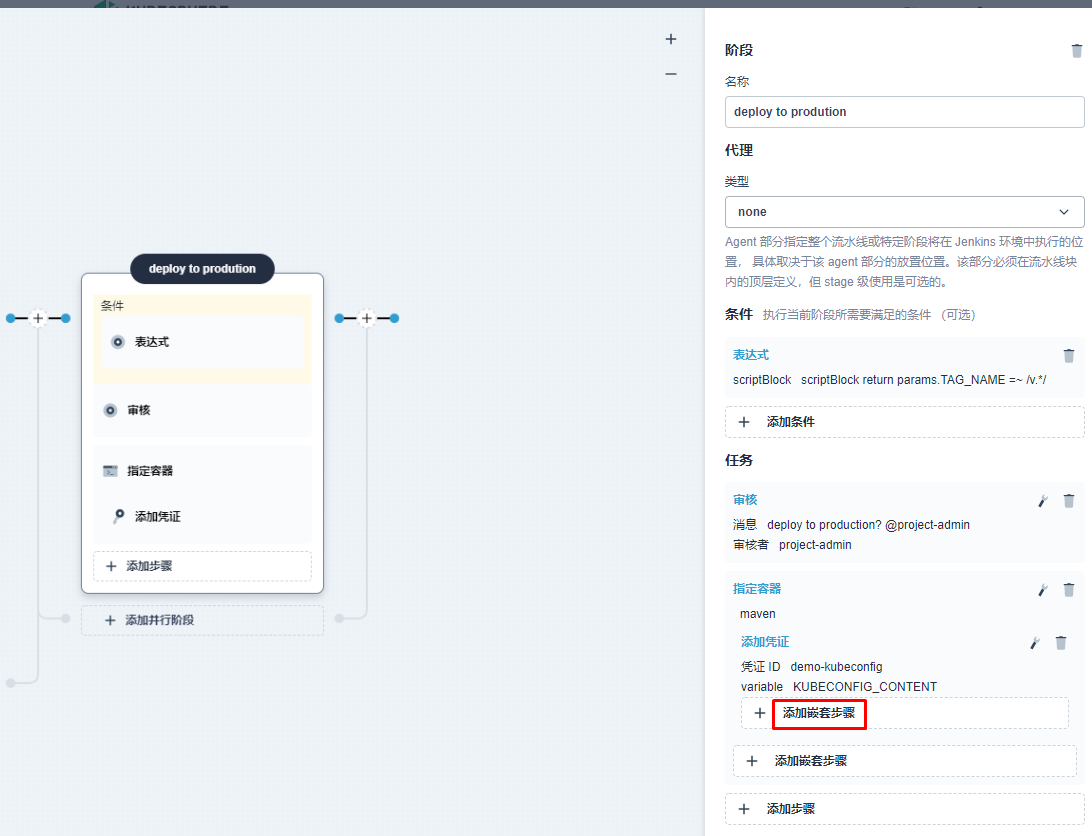 deploy to prodution
条件
表达式
审核
指定容器
添加凭证
添加步骤
添加并行阶段
阶段
名称
deploy to prodution
代理
类型
none
Agent 部分指定整个流水线或特定阶段将在 Jenkins 环境中执行的位
置， 具体取决于该 agent 部分的放置位置。该部分必须在流水线块
内的顶层定义，但 stage 级使用是可选的。
条件 执行当前阶段所需要满足的条件 （可选）
表达式
scriptBlock scriptBlock return params.TAG_NAME =~ /v.*/
添加条件
任务
审核
消息 deploy to production? @project-admin
审核者 project-admin
指定容器
maven
添加凭证
凭证 ID demo-kubeconfig
variable KUBECONFIG_CONTENT
添加嵌套步骤
添加嵌套步骤
添加步骤